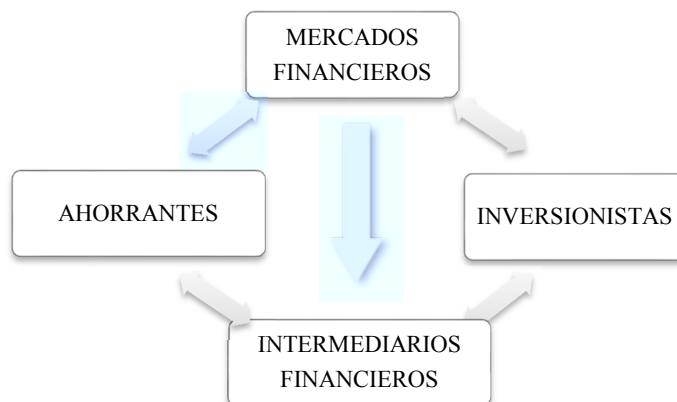 MERCADOS
FINANCIEROS
AHORRANTES
INVERSIONISTAS
INTERMEDIARIOS
FINANCIEROS